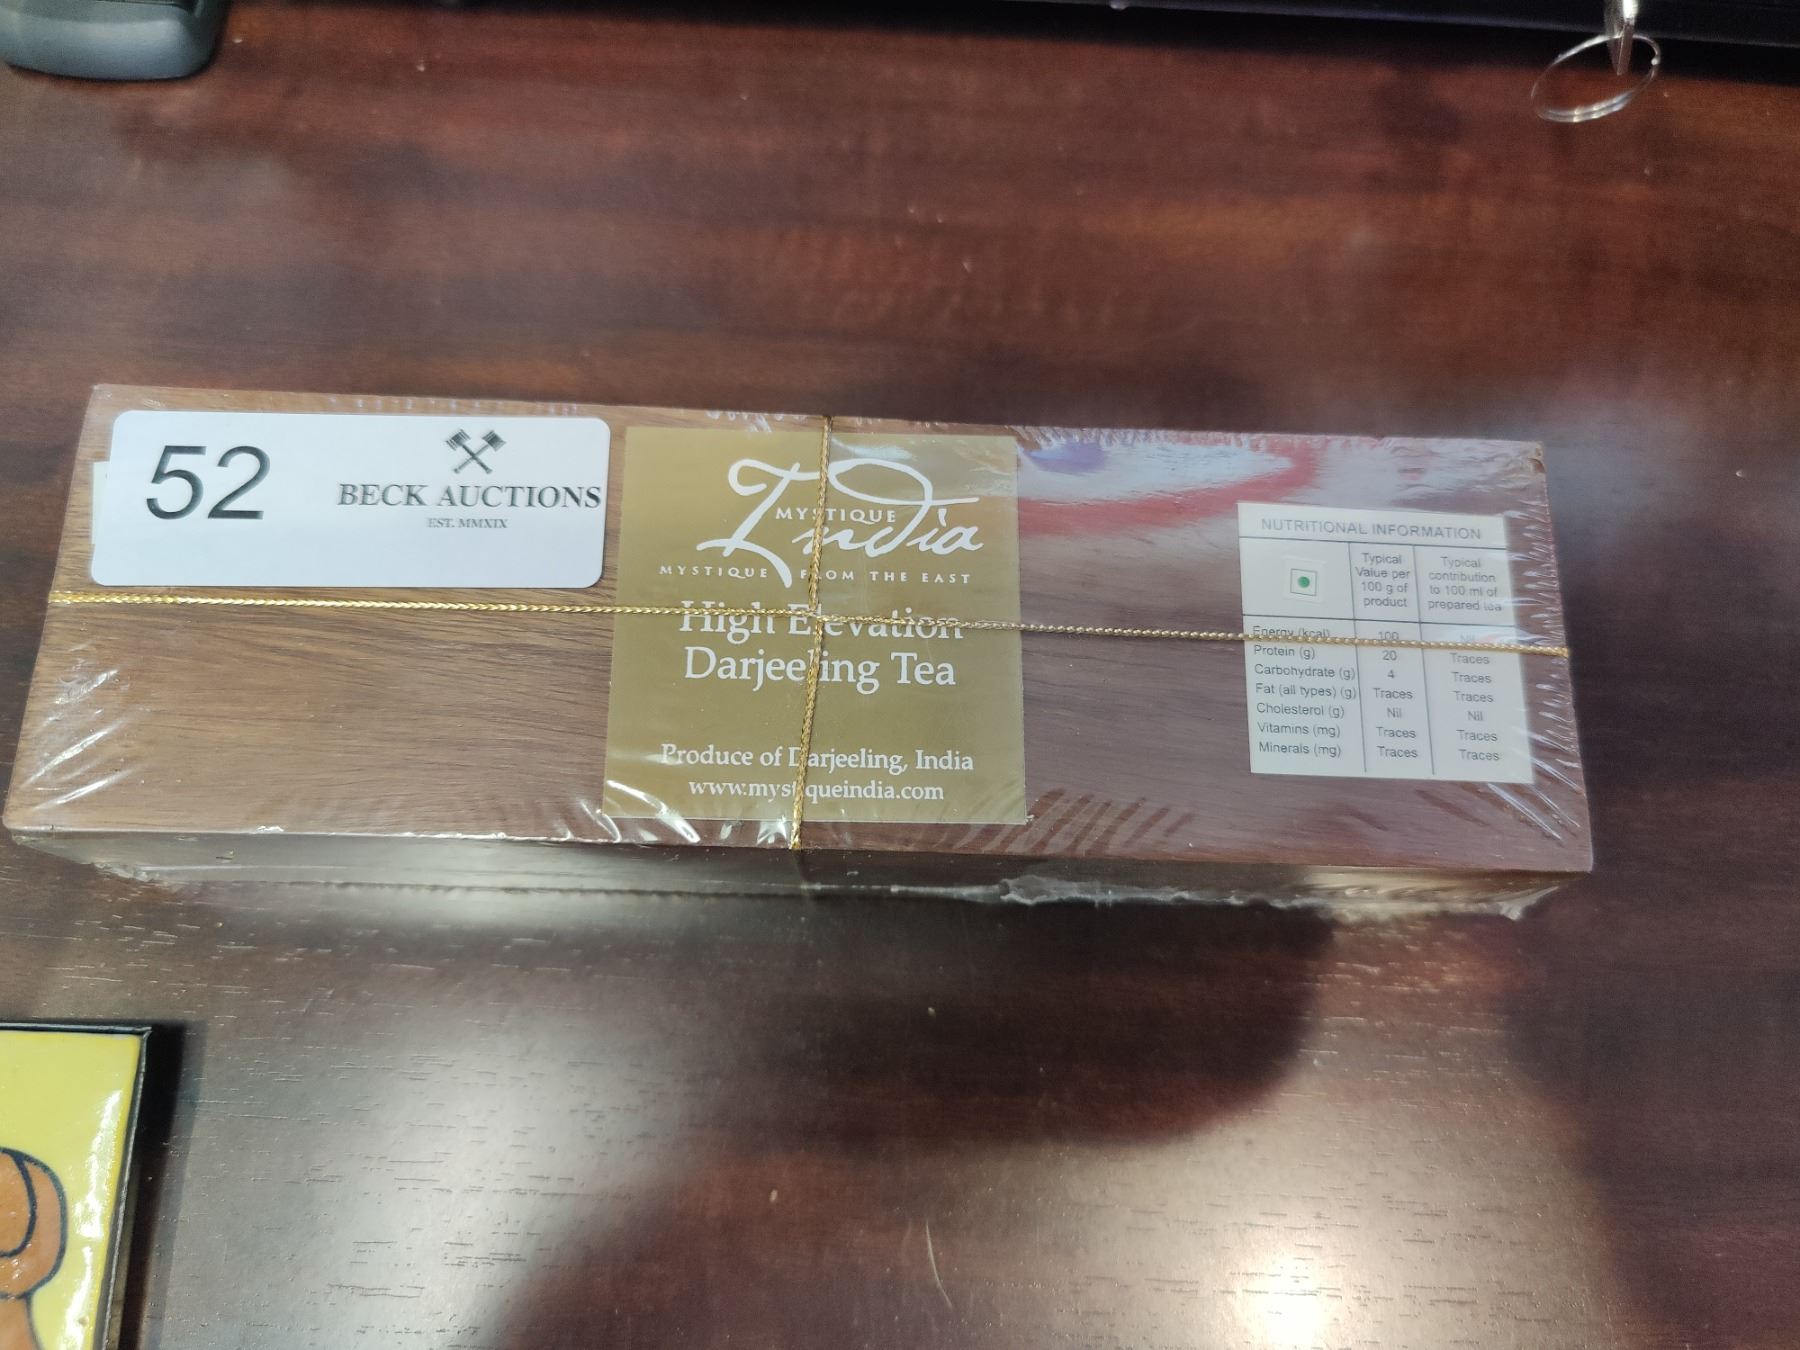 52
BECK AUCTIONS
EST. MMXIX
MYSTIQUE
India
MYSTIQUE FROM THE EAST
High Elevation
Darjeeling Tea
Produce of Darjeeling, India
www.mystiqueindia.com
NUTRITIONAL INFORMATION
Typical Value per 100 g of product
Typical contribution to 100 ml of prepared tea
Energy (kcal) 100 Nil
Protein (g) 20 Traces
Carbohydrate (g) 4 Traces
Fat (all types) (g) Traces Traces
Cholesterol (g) Nil Nil
Vitamins (mg) Traces Traces
Minerals (mg) Traces Traces